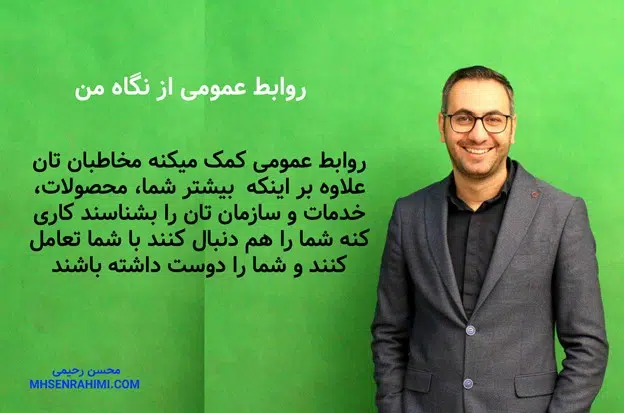 روابط عمومی از نگاه من
روابط عمومی کمک میکنه مخاطبان تان
علاوه بر اینکه بیشتر شما، محصولات،
خدمات و سازمان تان را بشناسند کاری
کنه شما را هم دنبال کنند با شما تعامل
کنند و شما را دوست داشته باشند
محسن رحیمی
MHSENRAHIMI.COM